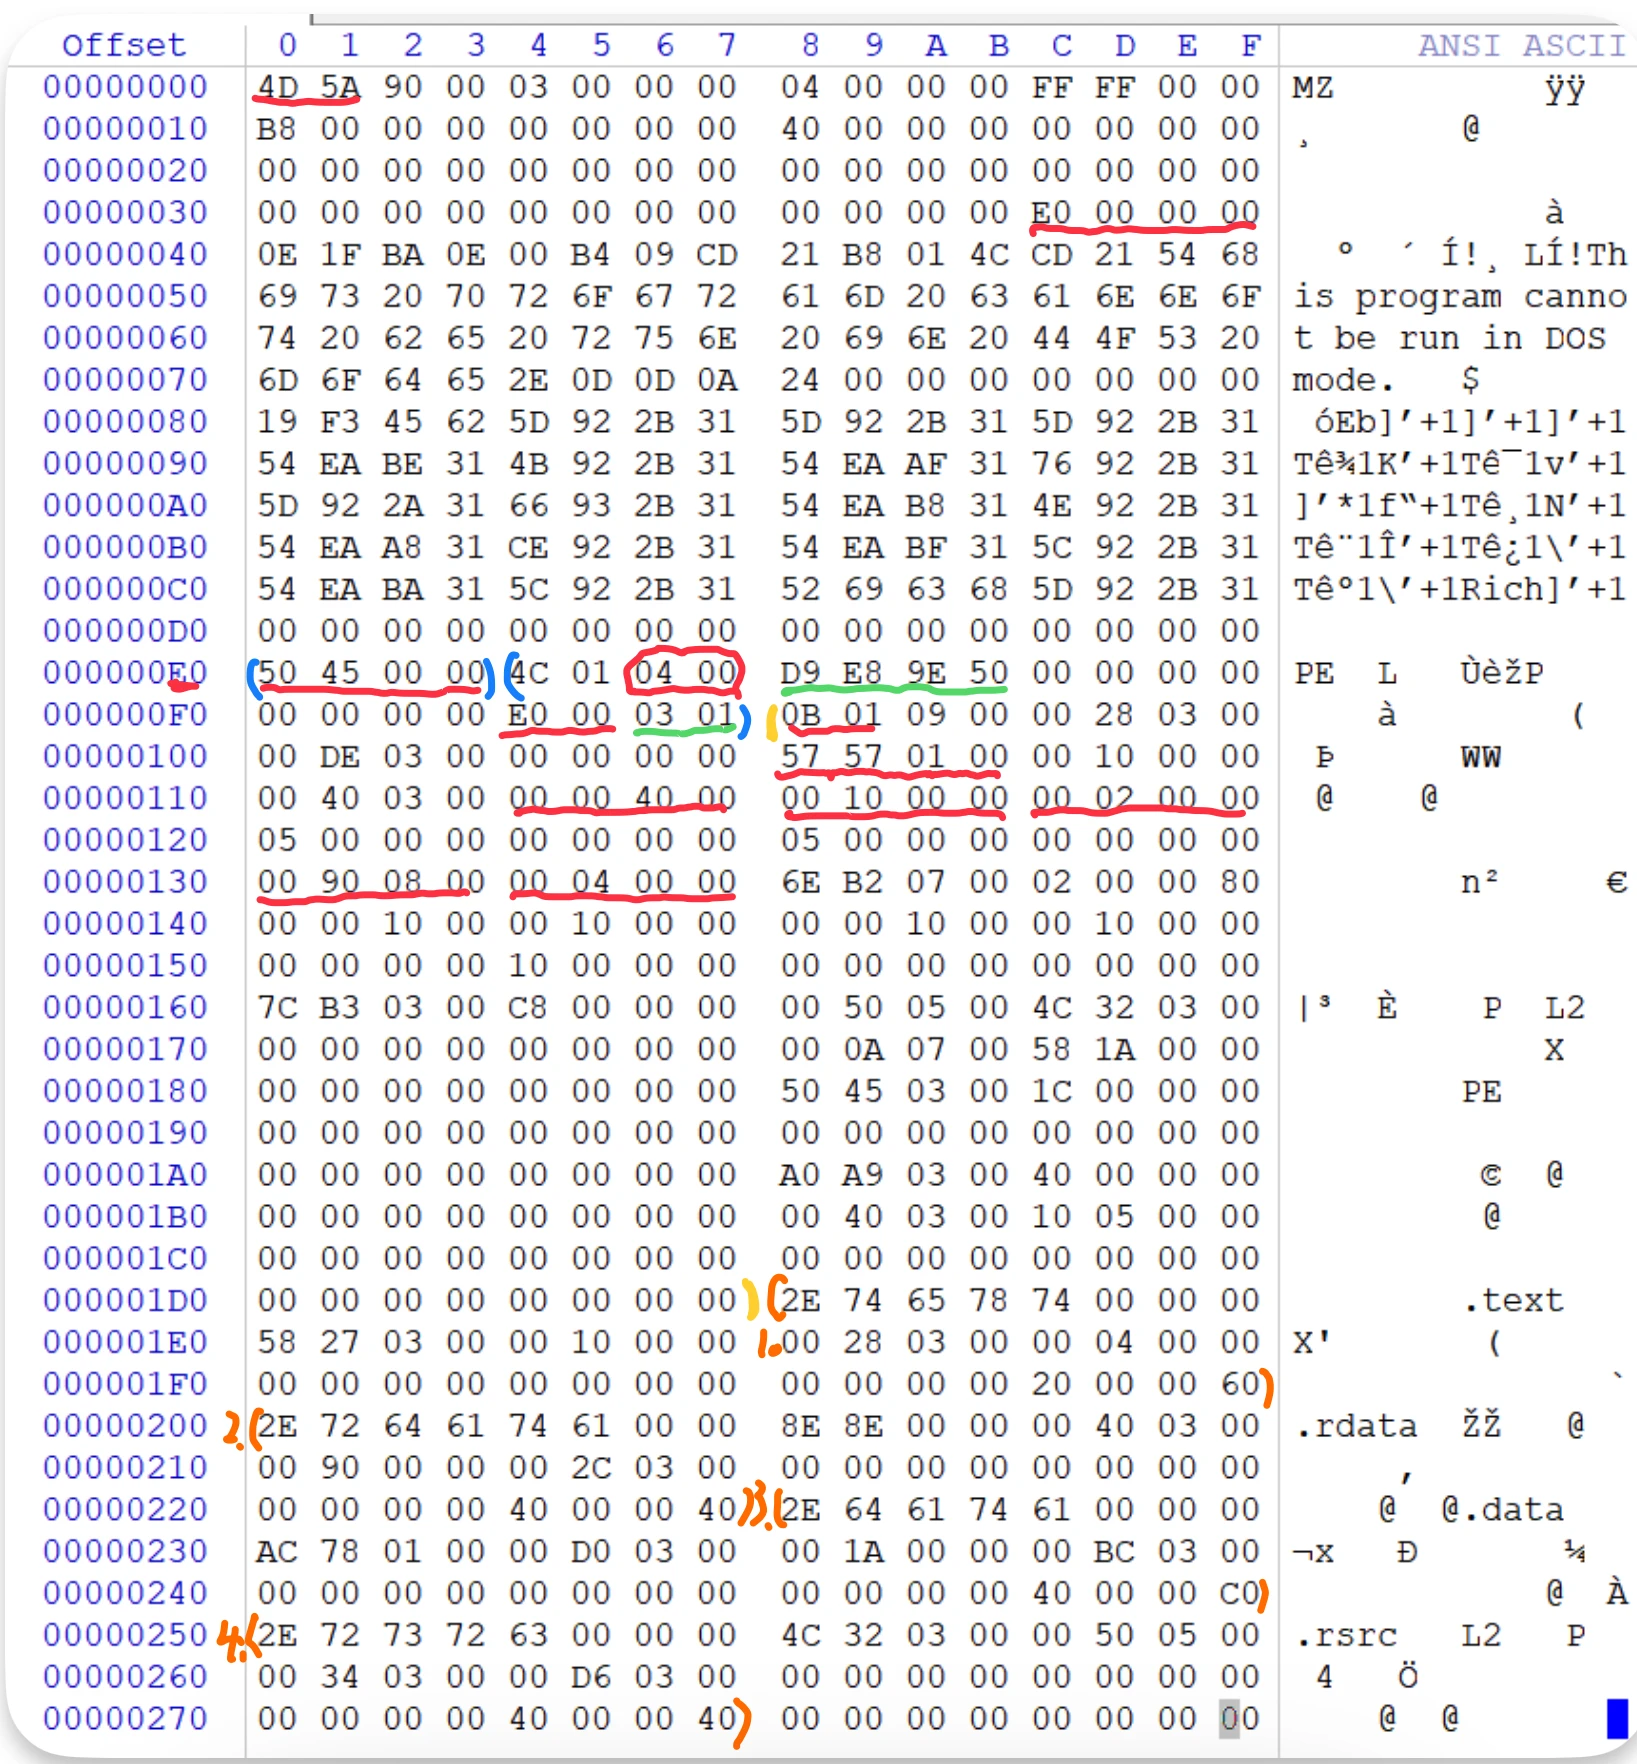 Offset 0 1 2 3 4 5 6 7 8 9 A B C D E F ANSI ASCII
00000000 4D 5A 90 00 03 00 00 00 04 00 00 00 FF FF 00 00 MZ ÿÿ
00000010 B8 00 00 00 00 00 00 00 40 00 00 00 00 00 00 00 ¸ @
00000020 00 00 00 00 00 00 00 00 00 00 00 00 00 00 00 00
00000030 00 00 00 00 00 00 00 00 00 00 00 00 E0 00 00 00 à
00000040 0E 1F BA 0E 00 B4 09 CD 21 B8 01 4C CD 21 54 68 º ´ Í!¸ LÍ!Th
00000050 69 73 20 70 72 6F 67 72 61 6D 20 63 61 6E 6E 6F is program canno
00000060 74 20 62 65 20 72 75 6E 20 69 6E 20 44 4F 53 20 t be run in DOS
00000070 6D 6F 64 65 2E 0D 0D 0A 24 00 00 00 00 00 00 00 mode. $
00000080 19 F3 45 62 5D 92 2B 31 5D 92 2B 31 5D 92 2B 31 óEb]’+1]’+1]’+1
00000090 54 EA BE 31 4B 92 2B 31 54 EA AF 31 76 92 2B 31 Tê¾1K’+1Tê¯1v’+1
000000A0 5D 92 2A 31 66 93 2B 31 54 EA B8 31 4E 92 2B 31 ]’*1f“+1Tê¸1N’+1
000000B0 54 EA A8 31 CE 92 2B 31 54 EA BF 31 5C 92 2B 31 Tê¨1Î’+1Tê¿1\’+1
000000C0 54 EA BA 31 5C 92 2B 31 52 69 63 68 5D 92 2B 31 Têº1\’+1Rich]’+1
000000D0 00 00 00 00 00 00 00 00 00 00 00 00 00 00 00 00
000000E0 (50 45 00 00) (4C 01 04 00 D9 E8 9E 50 00 00 00 00 PE L ÙèžP
000000F0 00 00 00 00 E0 00 03 01) (0B 01 09 00 00 28 03 00 à (
00000100 00 DE 03 00 00 00 00 00 57 57 01 00 00 10 00 00 Þ WW
00000110 00 40 03 00 00 00 40 00 00 10 00 00 00 02 00 00 @ @
00000120 05 00 00 00 00 00 00 00 05 00 00 00 00 00 00 00
00000130 00 90 08 00 00 04 00 00 6E B2 07 00 02 00 00 80 n² €
00000140 00 00 10 00 00 10 00 00 00 00 10 00 00 10 00 00
00000150 00 00 00 00 10 00 00 00 00 00 00 00 00 00 00 00
00000160 7C B3 03 00 C8 00 00 00 00 50 05 00 4C 32 03 00 |³ È P L2
00000170 00 00 00 00 00 00 00 00 00 0A 07 00 58 1A 00 00 X
00000180 00 00 00 00 00 00 00 00 50 45 03 00 1C 00 00 00 PE
00000190 00 00 00 00 00 00 00 00 00 00 00 00 00 00 00 00
000001A0 00 00 00 00 00 00 00 00 A0 A9 03 00 40 00 00 00 © @
000001B0 00 00 00 00 00 00 00 00 00 40 03 00 10 05 00 00 @
000001C0 00 00 00 00 00 00 00 00 00 00 00 00 00 00 00 00
000001D0 00 00 00 00 00 00 00 00) (2E 74 65 78 74 00 00 00 .text
000001E0 58 27 03 00 00 10 00 00 1. 00 28 03 00 00 04 00 00 X' (
000001F0 00 00 00 00 00 00 00 00 00 00 00 00 20 00 00 60) `
00000200 2. (2E 72 64 61 74 61 00 00 8E 8E 00 00 00 40 03 00 .rdata ŽŽ @
00000210 00 90 00 00 00 2C 03 00 00 00 00 00 00 00 00 00 ,
00000220 00 00 00 00 40 00 00 40) 3. (2E 64 61 74 61 00 00 00 @ @.data
00000230 AC 78 01 00 00 D0 03 00 00 1A 00 00 00 BC 03 00 ¬x Ð ¼
00000240 00 00 00 00 00 00 00 00 00 00 00 00 40 00 00 C0) @ À
00000250 4. (2E 72 73 72 63 00 00 00 4C 32 03 00 00 50 05 00 .rsrc L2 P
00000260 00 34 03 00 00 D6 03 00 00 00 00 00 00 00 00 00 4 Ö
00000270 00 00 00 00 40 00 00 40) 00 00 00 00 00 00 00 00 @ @